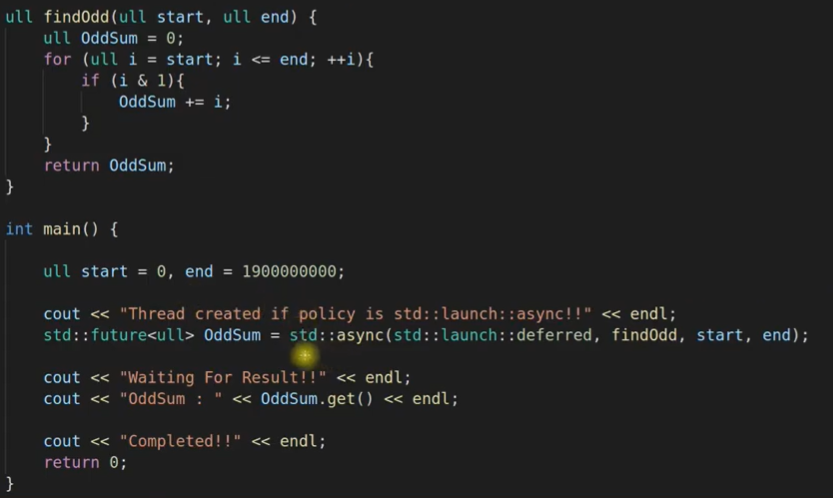 ull findOdd(ull start, ull end) {
    ull OddSum = 0;
    for (ull i = start; i <= end; ++i){
        if (i & 1){
            OddSum += i;
        }
    }
    return OddSum;
}
int main() {
    ull start = 0, end = 1900000000;
    cout << "Thread created if policy is std::launch::async!!" << endl;
    std::future<ull> OddSum = std::async(std::launch::deferred, findOdd, start, end);
    cout << "Waiting For Result!!" << endl;
    cout << "OddSum : " << OddSum.get() << endl;
    cout << "Completed!!" << endl;
    return 0;
}